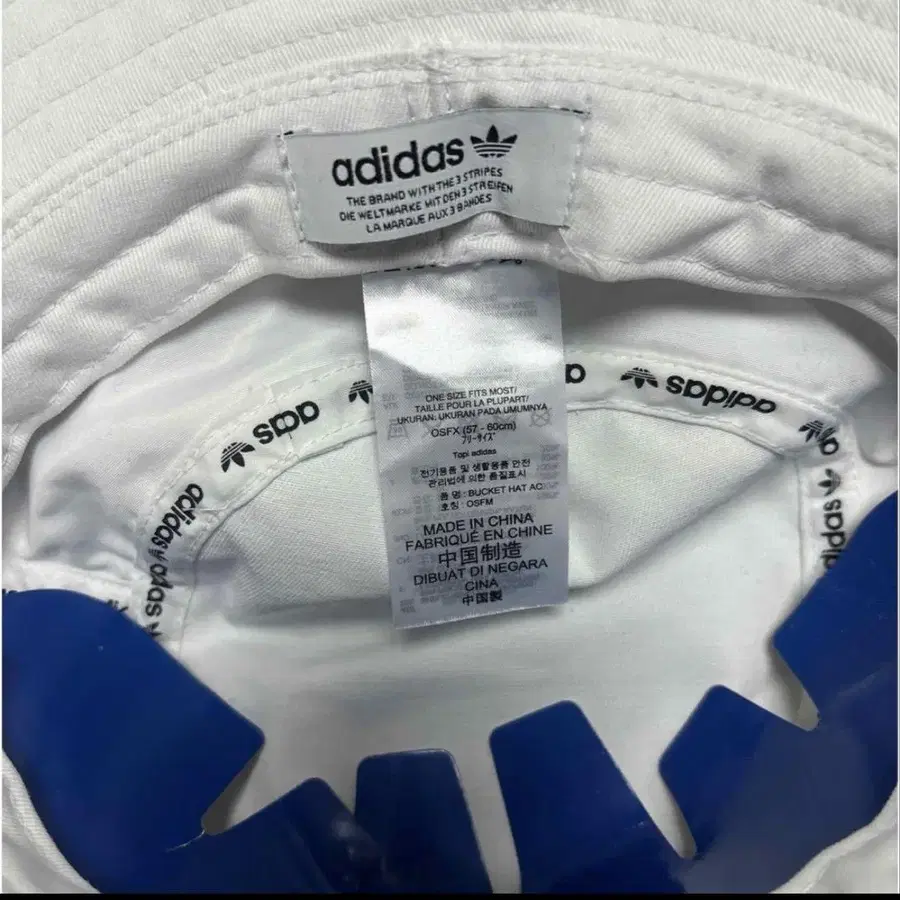 adidas
THE BRAND WITH THE 3 STRIPES
DIE WELTMARKE MIT DEN 3 STREIFEN
LA MARQUE AUX 3 BANDES
ONE SIZE FITS MOST/
TAILLE POUR LA PLUPART/
UKURAN: UKURAN PADA UMUMNYA
OSFX (57 - 60cm)
フリーサイズ
Topi adidas
전기용품 및 생활용품 안전
관리법에 의한 품질표시
품 명 : BUCKET HAT AC
호칭 : OSFM
MADE IN CHINA
FABRIQUÉ EN CHINE
中国制造
DIBUAT DI NEGARA
CINA
中国製
adidas
adidas
adidas
adidas
adidas